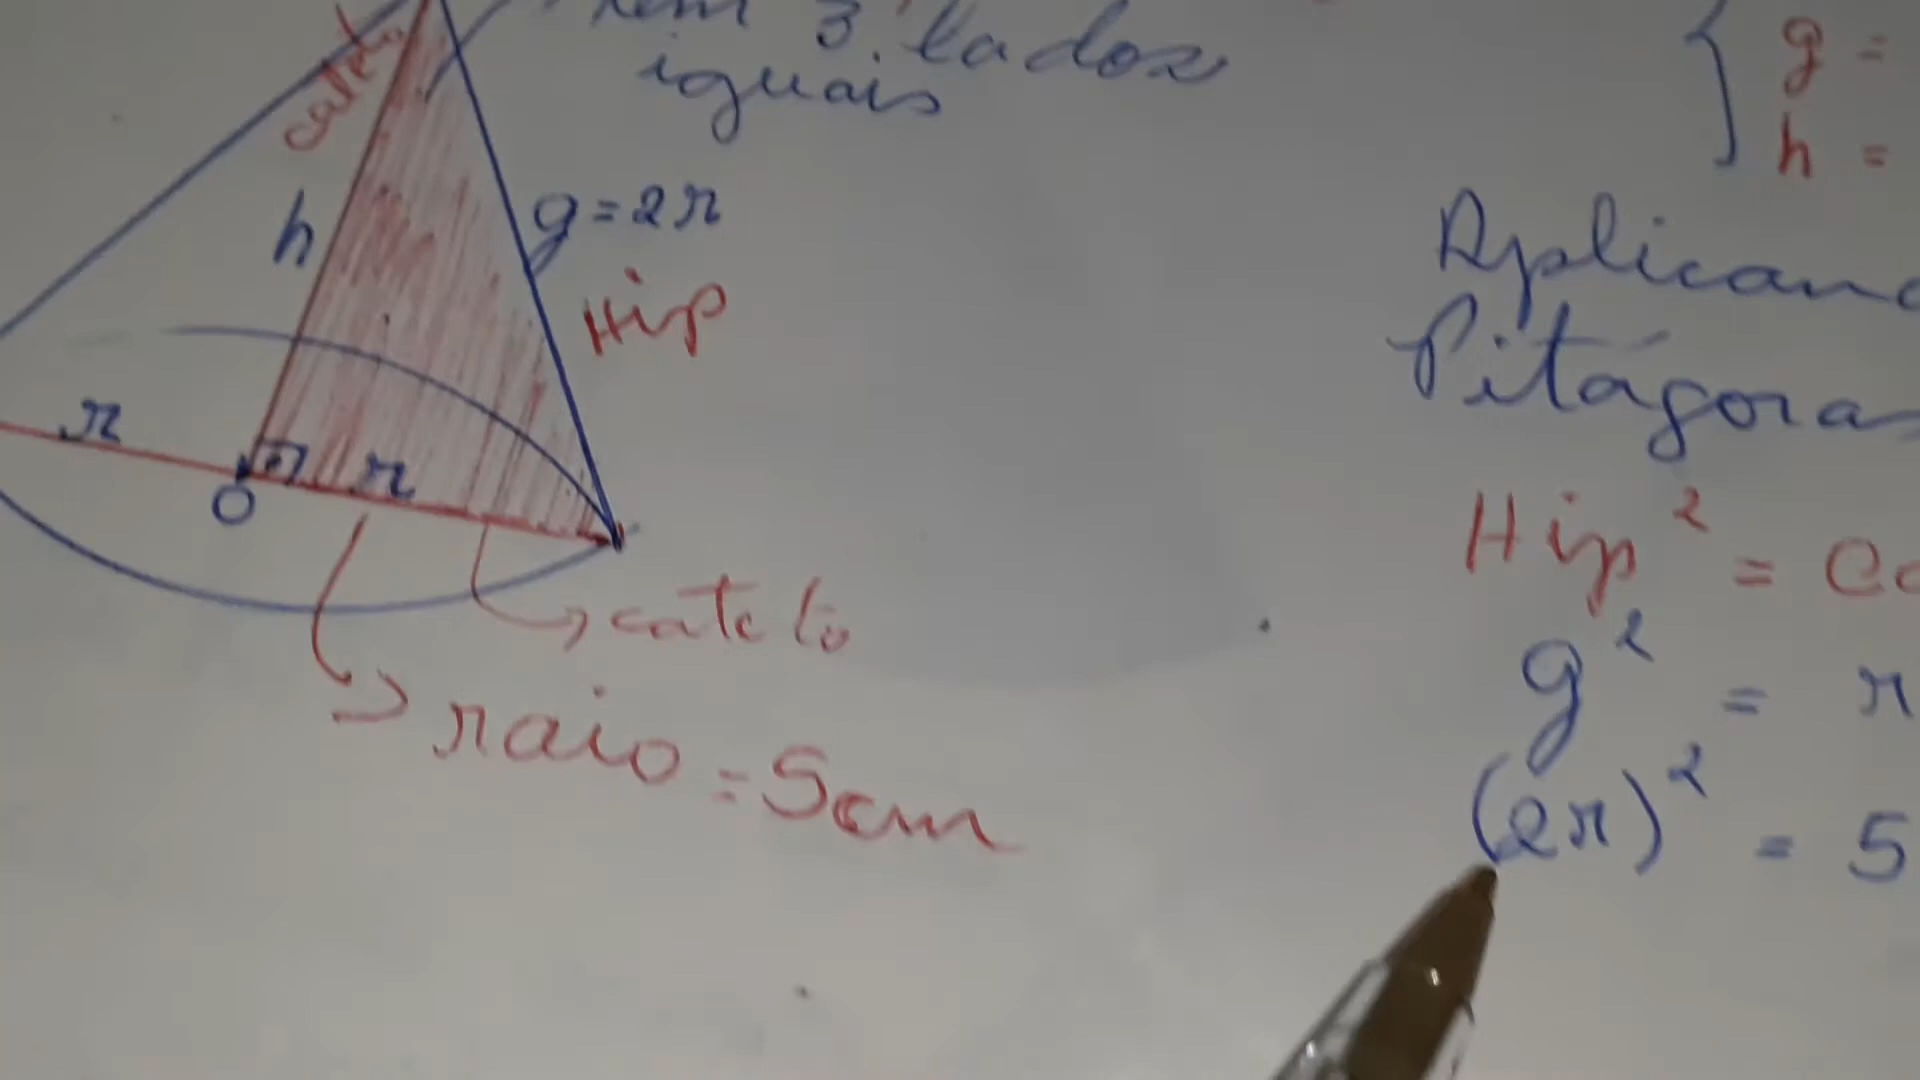 tem 3 lados
iguais
cateto
h
g = 2r
Hip
r
r
O
cateto
raio = 5cm
g =
h =
Aplican
Pitágoras
Hip² = Ca
g² = r
(2r)² = 5